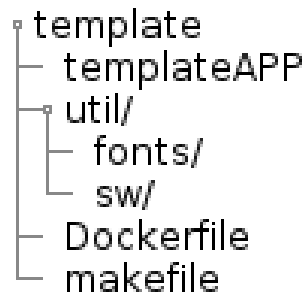 template
templateAPP
util/
fonts/
sw/
Dockerfile
makefile